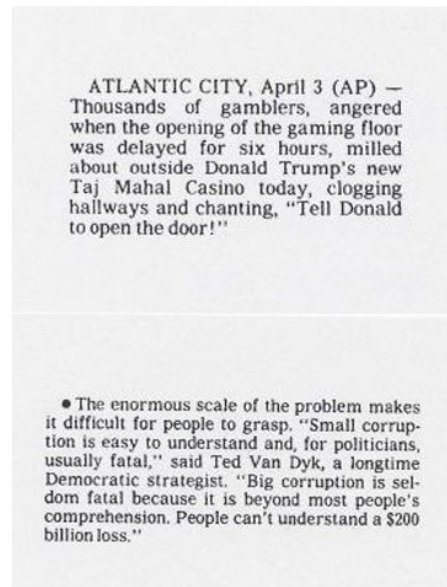 ATLANTIC CITY, April 3 (AP) —
Thousands of gamblers, angered
when the opening of the gaming floor
was delayed for six hours, milled
about outside Donald Trump's new
Taj Mahal Casino today, clogging
hallways and chanting, "Tell Donald
to open the door!"
• The enormous scale of the problem makes
it difficult for people to grasp. "Small corrup-
tion is easy to understand and, for politicians,
usually fatal," said Ted Van Dyk, a longtime
Democratic strategist. "Big corruption is sel-
dom fatal because it is beyond most people's
comprehension. People can't understand a $200
billion loss."